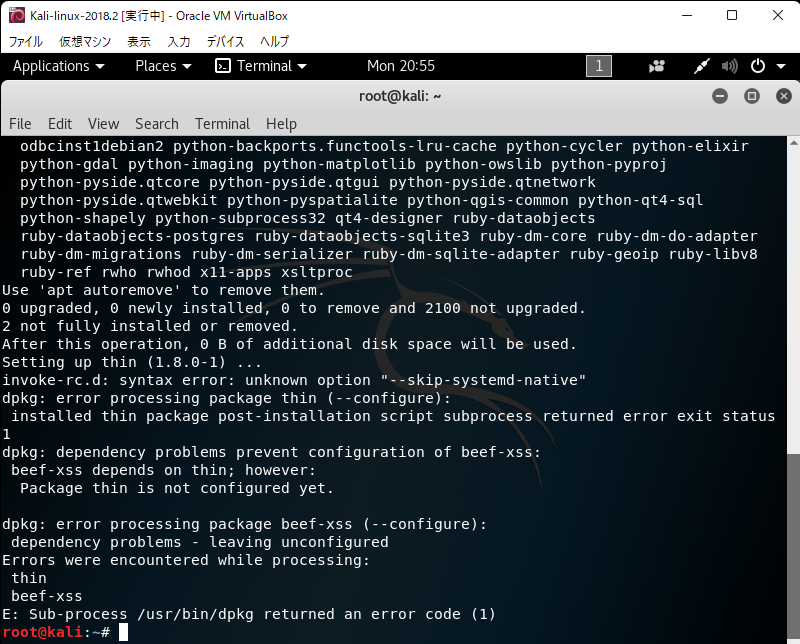 Kali-linux-2018.2 [実行中] - Oracle VM VirtualBox
ファイル 仮想マシン 表示 入力 デバイス ヘルプ
Applications Places Terminal Mon 20:55 1
root@kali: ~
File Edit View Search Terminal Help
odbcinst1debian2 python-backports.functools-lru-cache python-cycler python-elixir
python-gdal python-imaging python-matplotlib python-owslib python-pyproj
python-pyside.qtcore python-pyside.qtgui python-pyside.qtnetwork
python-pyside.qtwebkit python-pyspatialite python-qgis-common python-qt4-sql
python-shapely python-subprocess32 qt4-designer ruby-dataobjects
ruby-dataobjects-postgres ruby-dataobjects-sqlite3 ruby-dm-core ruby-dm-do-adapter
ruby-dm-migrations ruby-dm-serializer ruby-dm-sqlite-adapter ruby-geoip ruby-libv8
ruby-ref rwho rwhod x11-apps xsltproc
Use 'apt autoremove' to remove them.
0 upgraded, 0 newly installed, 0 to remove and 2100 not upgraded.
2 not fully installed or removed.
After this operation, 0 B of additional disk space will be used.
Setting up thin (1.8.0-1) ...
invoke-rc.d: syntax error: unknown option "--skip-systemd-native"
dpkg: error processing package thin (--configure):
installed thin package post-installation script subprocess returned error exit status
1
dpkg: dependency problems prevent configuration of beef-xss:
beef-xss depends on thin; however:
Package thin is not configured yet.
dpkg: error processing package beef-xss (--configure):
dependency problems - leaving unconfigured
Errors were encountered while processing:
thin
beef-xss
E: Sub-process /usr/bin/dpkg returned an error code (1)
root@kali:~#